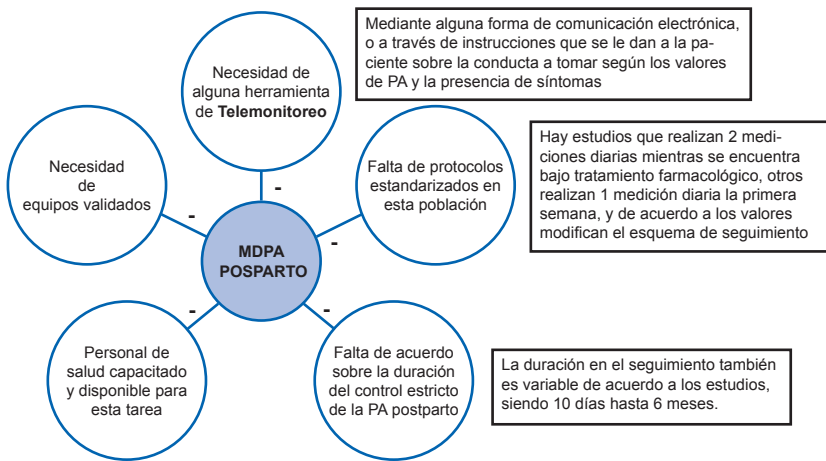 Necesidad de
alguna herramienta
de Telemonitoreo
-
Mediante alguna forma de comunicación electrónica,
o a través de instrucciones que se le dan a la pa-
ciente sobre la conducta a tomar según los valores
de PA y la presencia de síntomas
Necesidad
de
equipos validados
-
Falta de protocolos
estandarizados en
esta población
-
Hay estudios que realizan 2 medi-
ciones diarias mientras se encuentra
bajo tratamiento farmacológico, otros
realizan 1 medición diaria la primera
semana, y de acuerdo a los valores
modifican el esquema de seguimiento
MDPA
POSPARTO
-
Personal de
salud capacitado
y disponible para
esta tarea
-
Falta de acuerdo
sobre la duración
del control estricto
de la PA postparto
La duración en el seguimiento también
es variable de acuerdo a los estudios,
siendo 10 días hasta 6 meses.